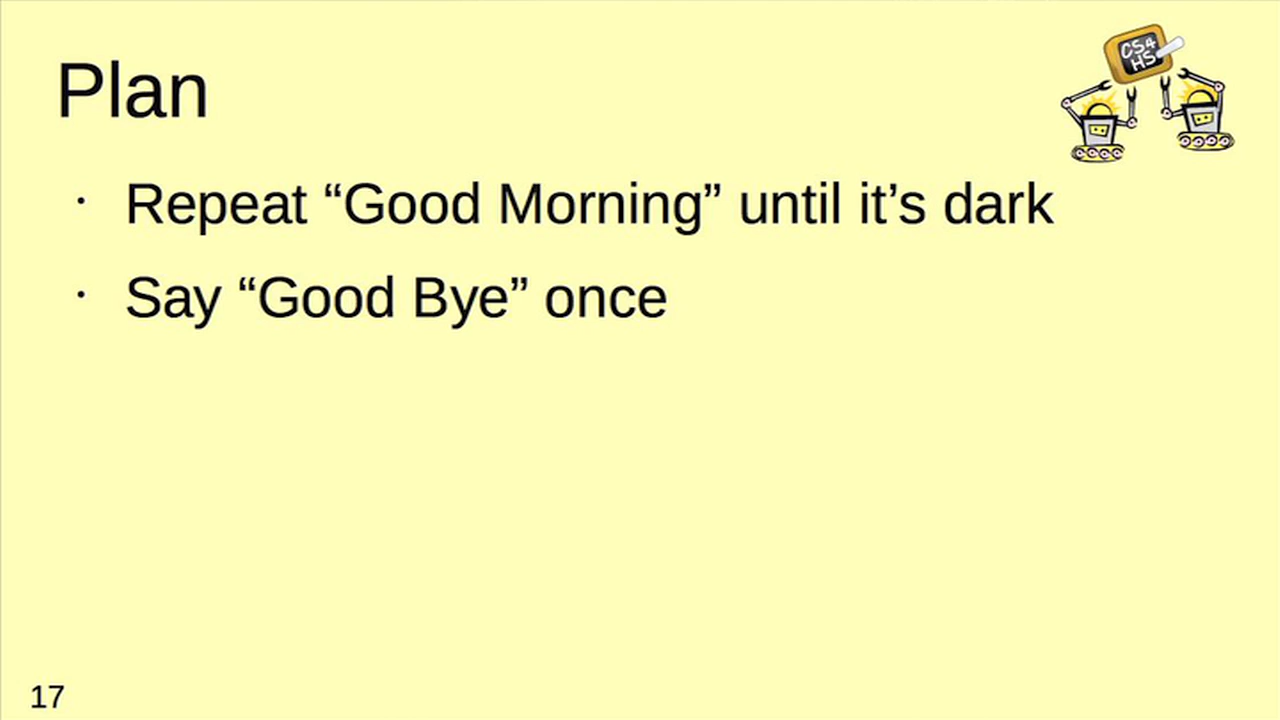 Plan
CS4
HS
· Repeat “Good Morning” until it’s dark
· Say “Good Bye” once
17